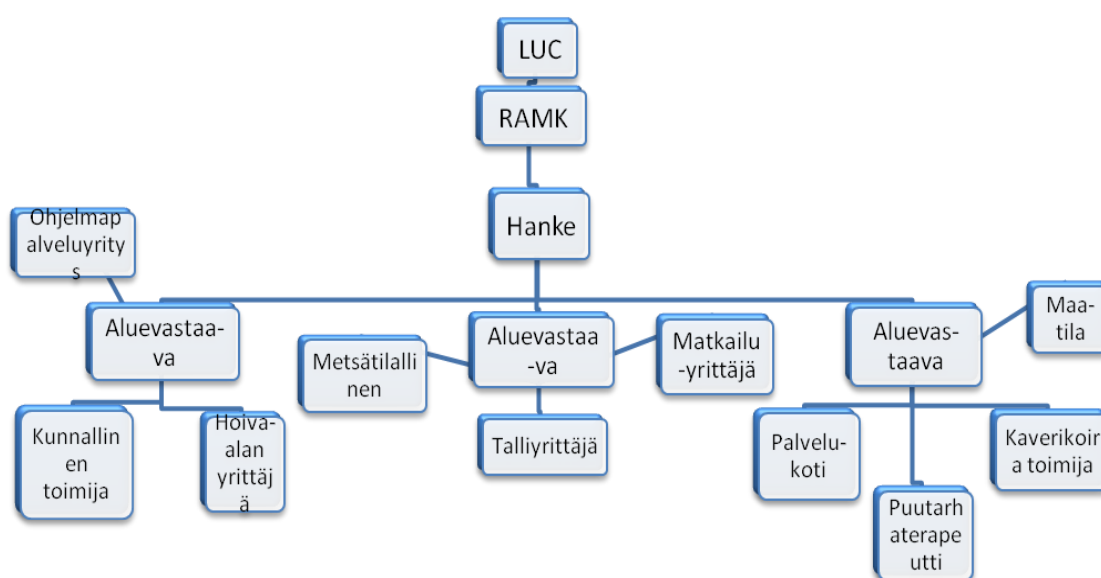 LUC
RAMK
Hanke
Ohjelmap
alveluyrity
s
Aluevastaa-
va
Kunnallin
en
toimija
Hoiva-
alan
yrittäj
ä
Metsätilalli
nen
Aluevastaa
-va
Matkailu
-yrittäjä
Talliyrittäjä
Aluevas-
taava
Maa-
tila
Palvelu-
koti
Puutarh
aterape
utti
Kaverikoir
a toimija